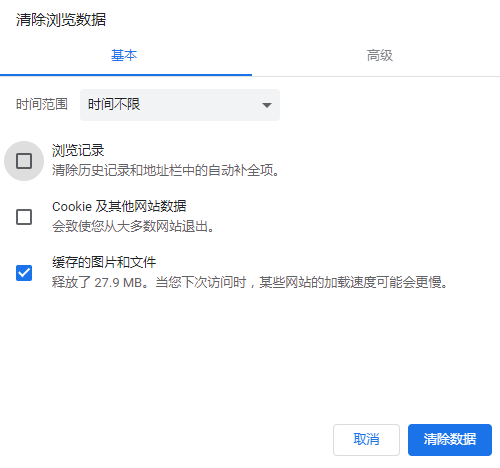 清除浏览数据
基本
高级
时间范围
时间不限
浏览记录
清除历史记录和地址栏中的自动补全项。
Cookie 及其他网站数据
会致使您从大多数网站退出。
缓存的图片和文件
释放了 27.9 MB。当您下次访问时，某些网站的加载速度可能会更慢。
取消
清除数据